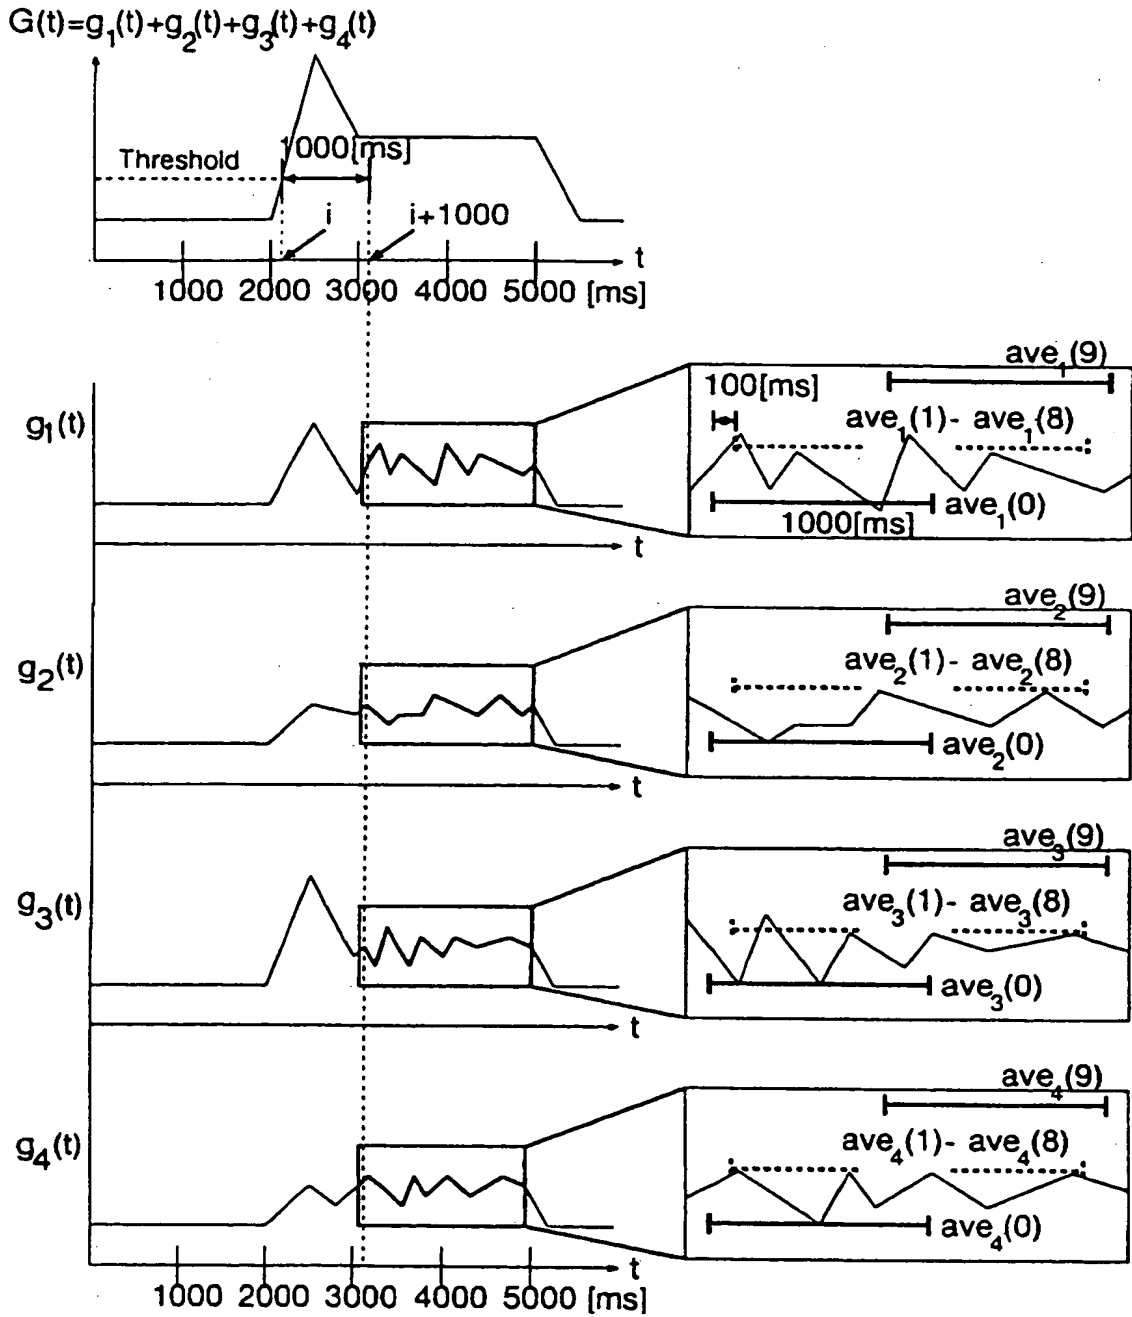 G(t)=g₁(t)+g₂(t)+g₃(t)+g₄(t)
1000[ms]
Threshold
i
i+1000
t
1000 2000 3000 4000 5000 [ms]
ave₁(9)
100[ms]
g₁(t)
ave₁(1)- ave₁(8)
ave₁(0)
1000[ms]
t
ave₂(9)
g₂(t)
ave₂(1)- ave₂(8)
ave₂(0)
t
ave₃(9)
g₃(t)
ave₃(1)- ave₃(8)
ave₃(0)
t
ave₄(9)
g₄(t)
ave₄(1)- ave₄(8)
ave₄(0)
t
1000 2000 3000 4000 5000 [ms]